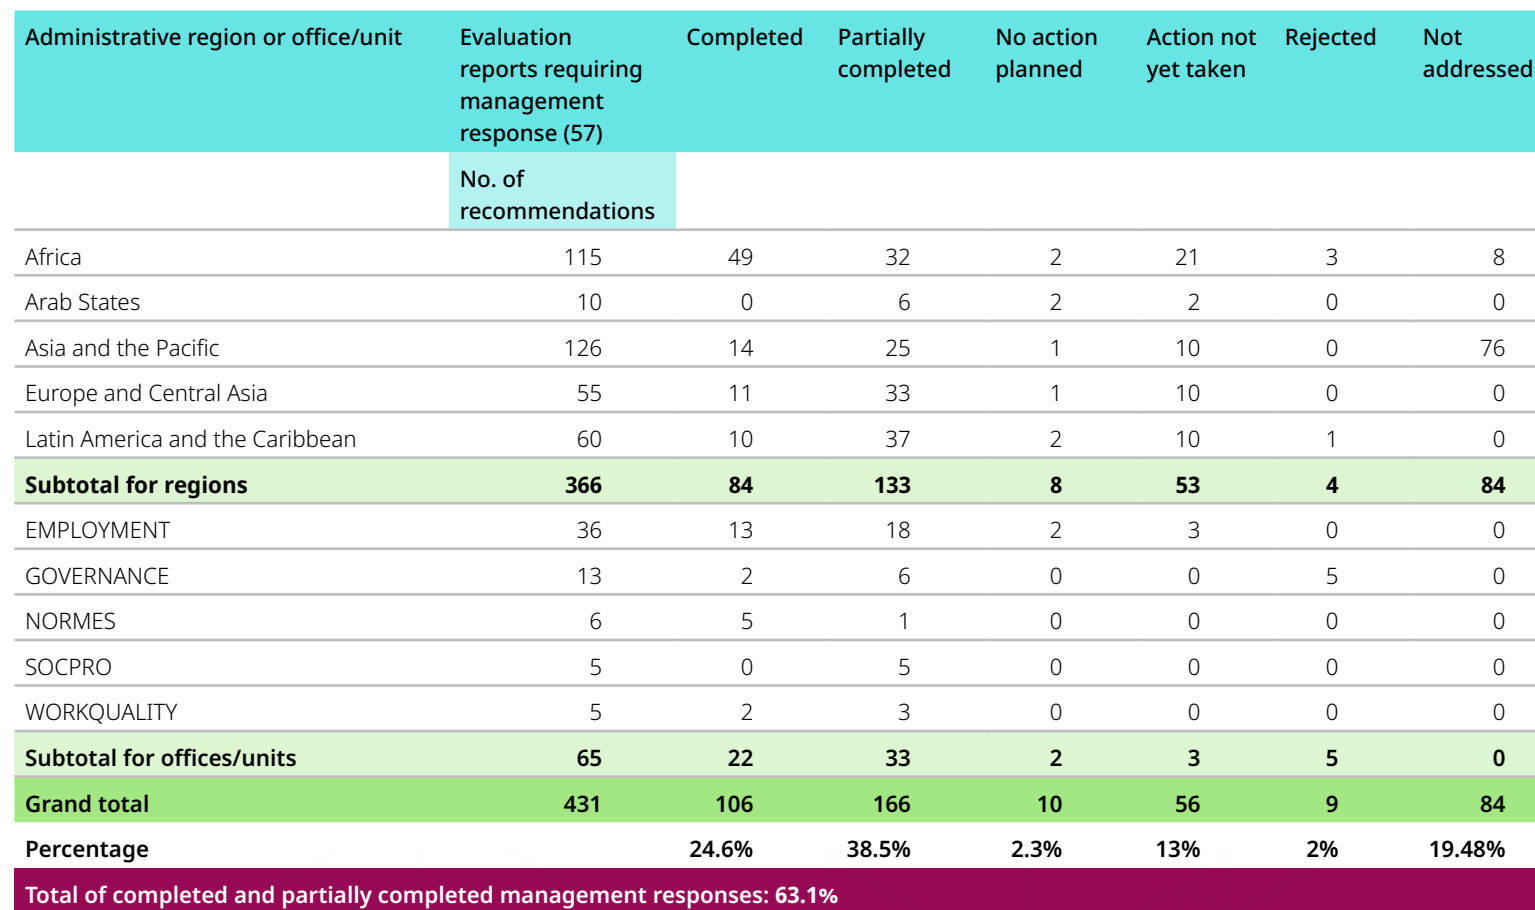 Administrative region or office/unit Evaluation Completed Partially No action Action not Rejected Not
reports requiring completed planned yet taken addressed
management
response (57)
No. of
recommendations
Africa 115 49 32 2 21 3 8
Arab States 10 0 6 2 2 0 0
Asia and the Pacific 126 14 25 1 10 0 76
Europe and Central Asia 55 11 33 1 10 0 0
Latin America and the Caribbean 60 10 37 2 10 1 0
Subtotal for regions 366 84 133 8 53 4 84
EMPLOYMENT 36 13 18 2 3 0 0
GOVERNANCE 13 2 6 0 0 5 0
NORMES 6 5 1 0 0 0 0
SOCPRO 5 0 5 0 0 0 0
WORKQUALITY 5 2 3 0 0 0 0
Subtotal for offices/units 65 22 33 2 3 5 0
Grand total 431 106 166 10 56 9 84
Percentage 24.6% 38.5% 2.3% 13% 2% 19.48%
Total of completed and partially completed management responses: 63.1%